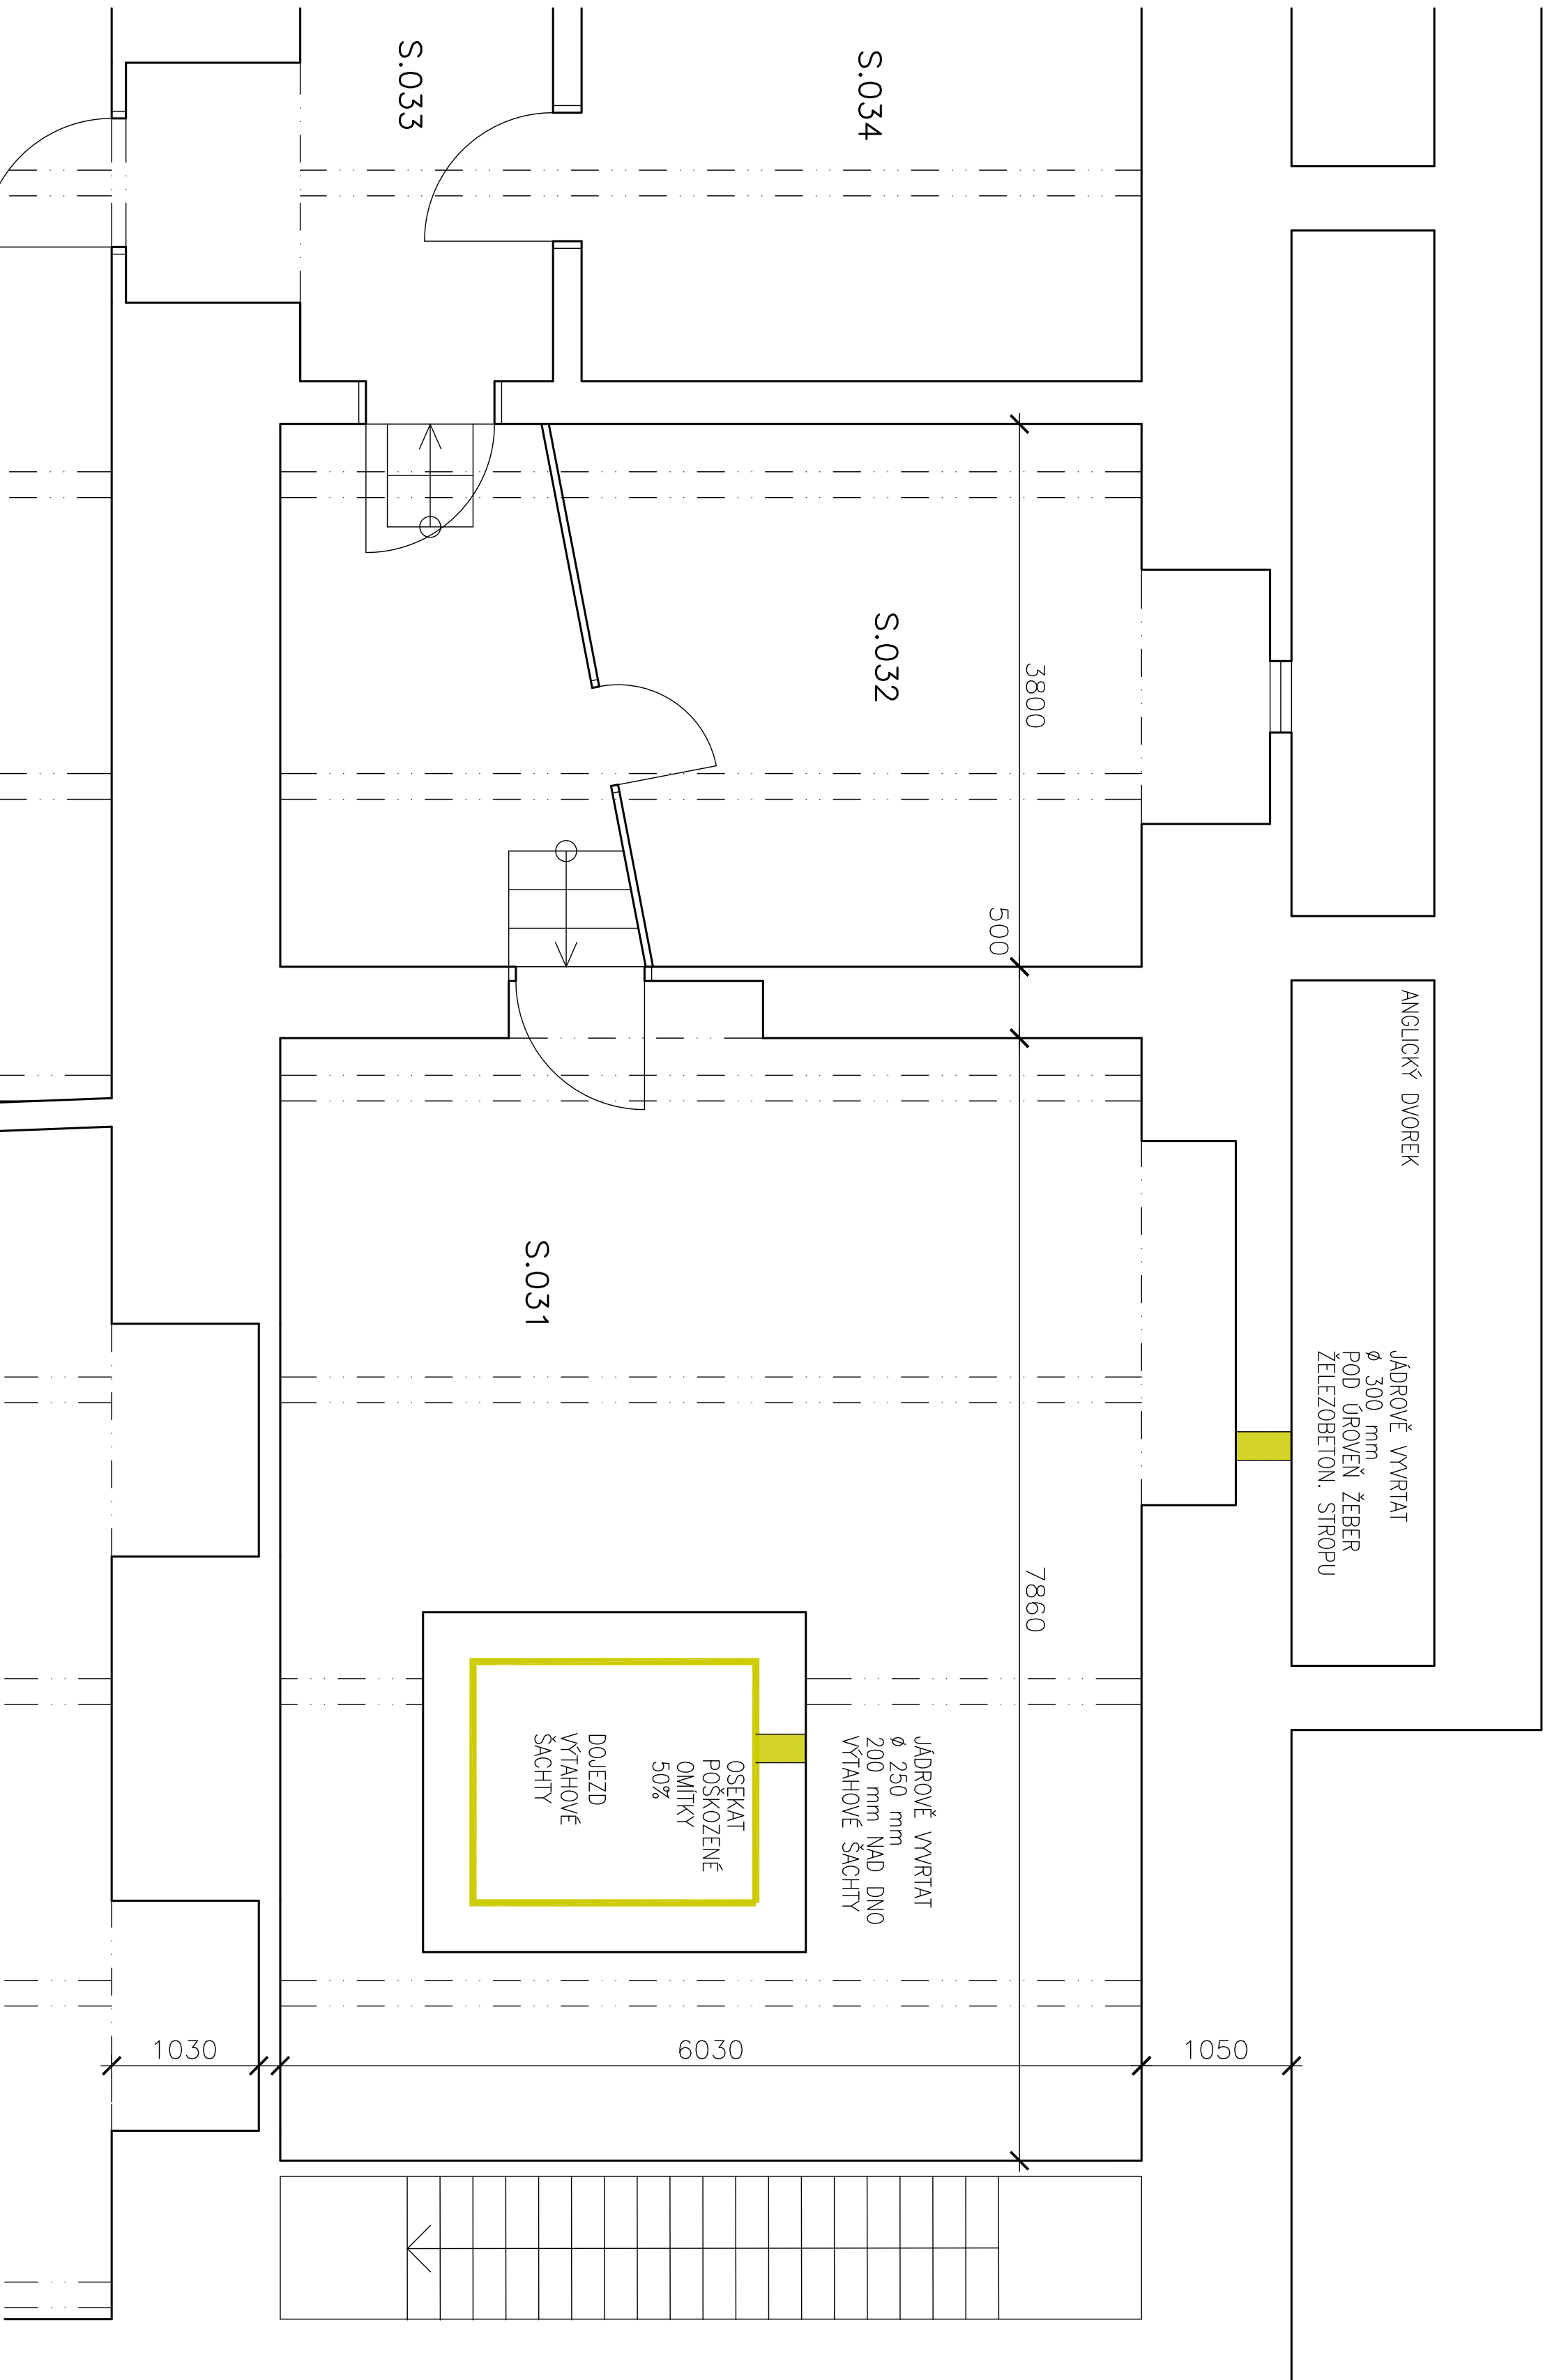 ANGLICKÝ DVOREK
JÁDROVĚ VYVRTAT
ø 300 mm
POD ÚROVEŇ ŽEBER
ŽELEZOBETON. STROPU
3800
500
7860
S.034
S.032
S.033
S.031
JÁDROVĚ VYVRTAT
ø 250 mm
200 mm NAD DNO
VÝTAHOVÉ ŠACHTY
OSEKAT
POŠKOZENÉ
OMÍTKY
50%
DOJEZD
VÝTAHOVÉ
ŠACHTY
1030
6030
1050